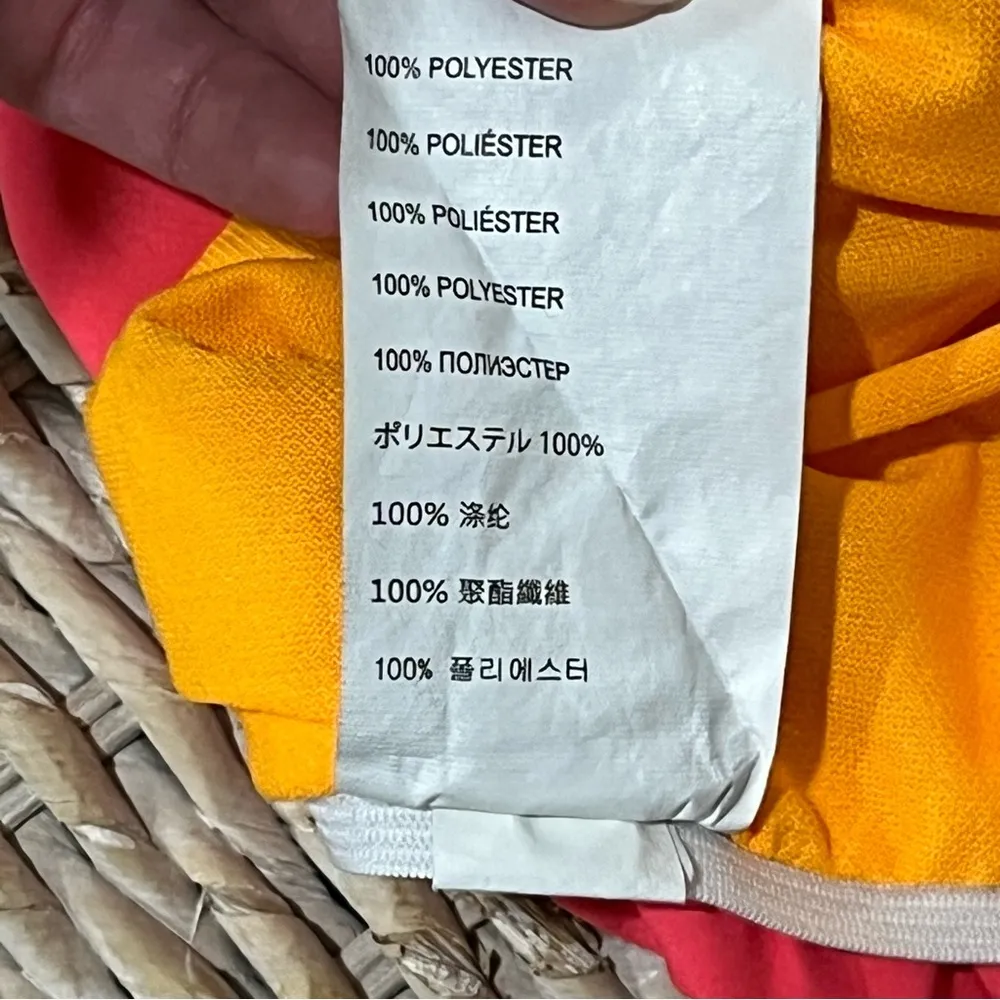 100% POLYESTER
100% POLIÉSTER
100% POLIÉSTER
100% POLYESTER
100% ПОЛИЭСТЕР
ポリエステル 100%
100% 涤纶
100% 聚酯纖維
100% 폴리에스터